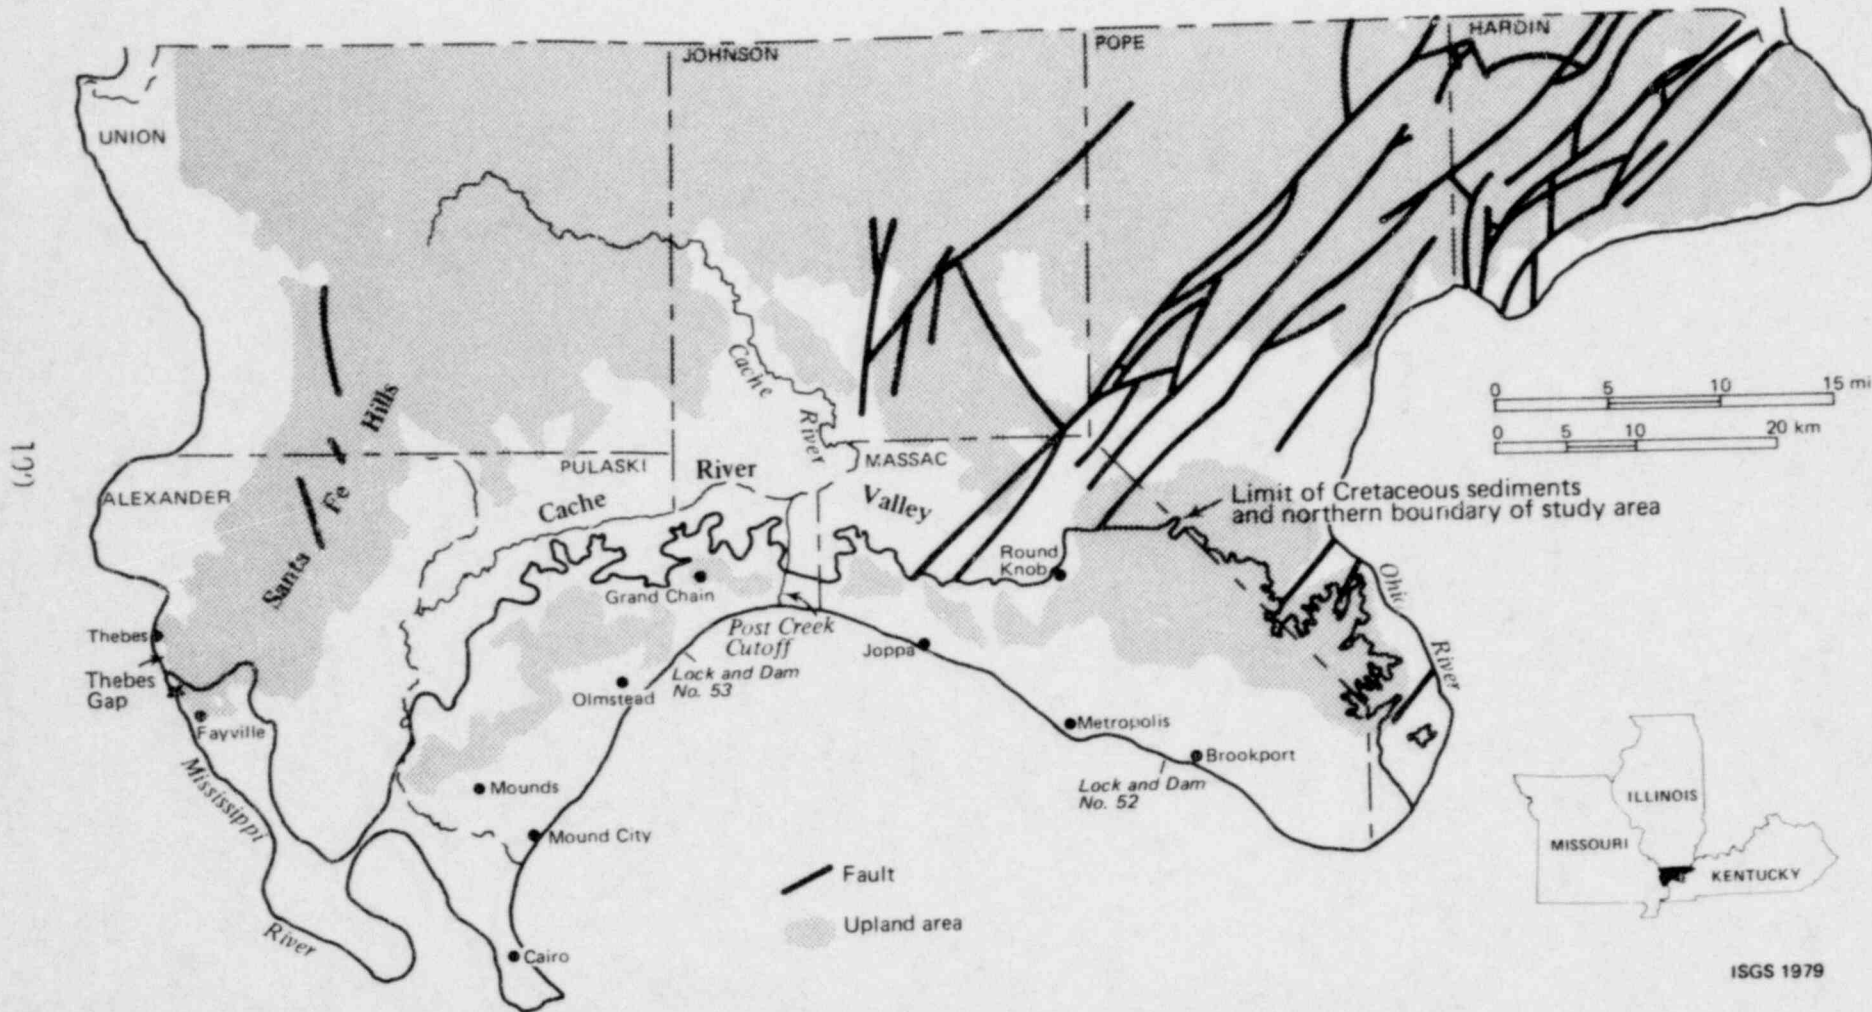 JOHNSON
POPE
HARDIN
UNION
Cache
River
Hills
0 5 10 15 mi
0 5 10 20 km
PULASKI
River
MASSAC
ALEXANDER
Fe
Cache
Valley
Limit of Cretaceous sediments
and northern boundary of study area
Santa
Round
Knob
Grand Chain
Ohio
River
Thebes
Post Creek
Cutoff
Joppa
Thebes
Gap
Lock and Dam
No. 53
Olmstead
Fayville
Metropolis
Brookport
Mississippi
River
Mounds
Lock and Dam
No. 52
Mound City
ILLINOIS
MISSOURI
KENTUCKY
Fault
Upland area
Cairo
ISGS 1979